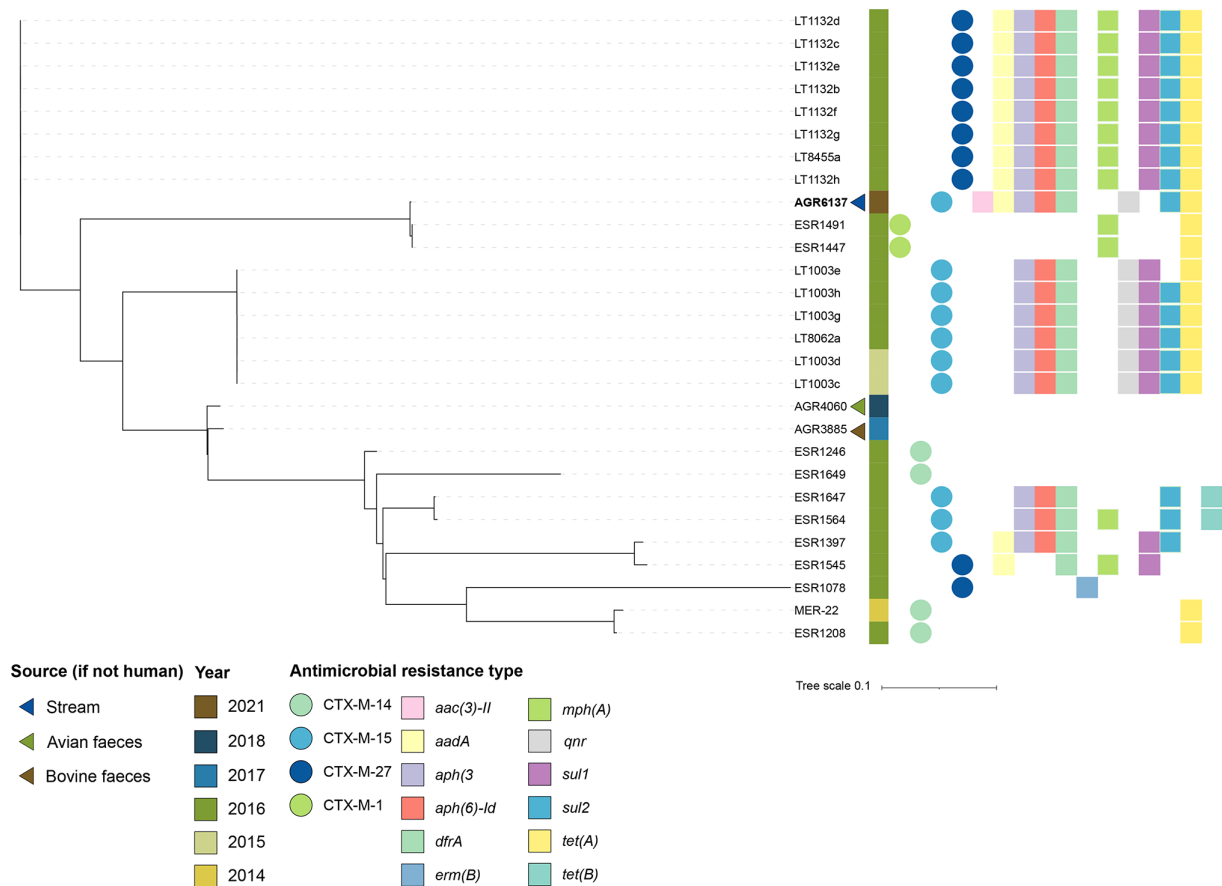 LT1132d
LT1132c
LT1132e
LT1132b
LT1132f
LT1132g
LT8455a
LT1132h
AGR6137
ESR1491
ESR1447
LT1003e
LT1003h
LT1003g
LT8062a
LT1003d
LT1003c
AGR4060
AGR3885
ESR1246
ESR1649
ESR1647
ESR1564
ESR1397
ESR1545
ESR1078
MER-22
ESR1208
Tree scale 0.1
Source (if not human)
Stream
Avian faeces
Bovine faeces
Year
2021
2018
2017
2016
2015
2014
Antimicrobial resistance type
CTX-M-14
CTX-M-15
CTX-M-27
CTX-M-1
aac(3)-II
aadA
aph(3
aph(6)-Id
dfrA
erm(B)
mph(A)
qnr
sul1
sul2
tet(A)
tet(B)